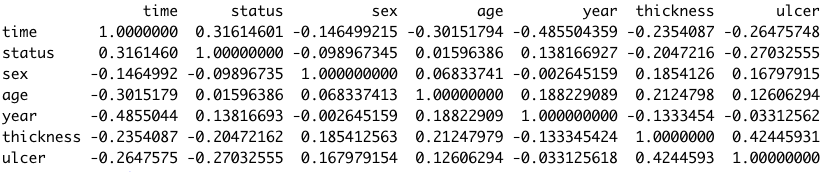 time status sex age year thickness ulcer
time 1.0000000 0.31614601 -0.146499215 -0.30151794 -0.485504359 -0.2354087 -0.26475748
status 0.3161460 1.00000000 -0.098967345 0.01596386 0.138166927 -0.2047216 -0.27032555
sex -0.1464992 -0.09896735 1.000000000 0.06833741 -0.002645159 0.1854126 0.16797915
age -0.3015179 0.01596386 0.068337413 1.00000000 0.188229089 0.2124798 0.12606294
year -0.4855044 0.13816693 -0.002645159 0.18822909 1.000000000 -0.1333454 -0.03312562
thickness -0.2354087 -0.20472162 0.185412563 0.21247979 -0.133345424 1.0000000 0.42445931
ulcer -0.2647575 -0.27032555 0.167979154 0.12606294 -0.033125618 0.4244593 1.00000000